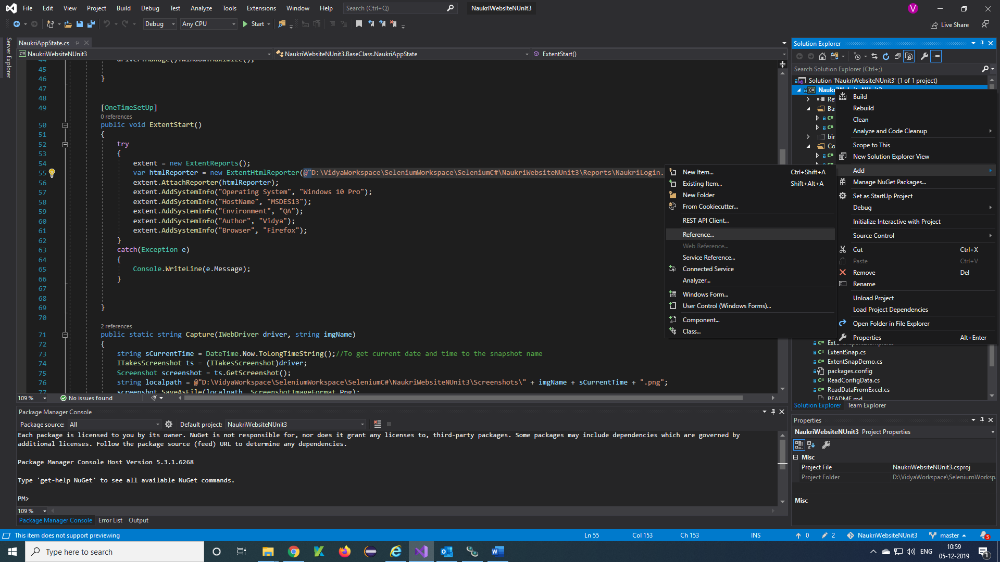 File Edit View Project Build Debug Test Analyze Tools Extensions Window Help Search (Ctrl+Q) NaukriWebsiteNUnit3 V
Debug Any CPU Start Live Share
Server Explorer
NaukriAppState.cs
NaukriWebsiteNUnit3 NaukriWebsiteNUnit3.BaseClass.NaukriAppState ExtentStart()
44 driver.Manage().Window.Maximize();
45
46 }
47
48
49 [OneTimeSetUp]
0 references
50 public void ExtentStart()
51 {
52 try
53 {
54 extent = new ExtentReports();
55 var htmlReporter = new ExtentHtmlReporter(@"D:\VidyaWorkspace\SeleniumWorkspace\SeleniumC#\NaukriWebsiteNUnit3\Reports\NaukriLogin.
56 extent.AttachReporter(htmlReporter);
57 extent.AddSystemInfo("Operating System", "Windows 10 Pro");
58 extent.AddSystemInfo("HostName", "MSDES13");
59 extent.AddSystemInfo("Environment", "QA");
60 extent.AddSystemInfo("Author", "Vidya");
61 extent.AddSystemInfo("Browser", "Firefox");
62 }
63 catch(Exception e)
64 {
65 Console.WriteLine(e.Message);
66 }
67
68
69 }
70
2 references
71 public static string Capture(IWebDriver driver, string imgName)
72 {
73 string sCurrentTime = DateTime.Now.ToLongTimeString();//To get current date and time to the snapshot name
74 ITakesScreenshot ts = (ITakesScreenshot)driver;
75 Screenshot screenshot = ts.GetScreenshot();
76 string localpath = @"D:\VidyaWorkspace\SeleniumWorkspace\SeleniumC#\NaukriWebsiteNUnit3\Screenshots\" + imgName + sCurrentTime + ".png";
77 screenshot.SaveAsFile(localpath, ScreenshotImageFormat.Png);
109 % No issues found
New Item... Ctrl+Shift+A
Existing Item... Shift+Alt+A
New Folder
From Cookiecutter...
REST API Client...
Reference...
Web Reference...
Service Reference...
Connected Service
Analyzer...
Windows Form...
User Control (Windows Forms)...
Component...
Class...
Solution Explorer
Search Solution Explorer (Ctrl+;)
Solution 'NaukriWebsiteNUnit3' (1 of 1 project)
NaukriWebsiteNUnit3
Re
Ba
C#
C#
bin
Co
C#
Build
Rebuild
Clean
Analyze and Code Cleanup
Scope to This
New Solution Explorer View
Add
Manage NuGet Packages...
Set as StartUp Project
Debug
Initialize Interactive with Project
Source Control
Cut Ctrl+X
Paste Ctrl+V
Remove Del
Rename
Unload Project
Load Project Dependencies
Open Folder in File Explorer
Properties Alt+Enter
C# ExtentSnap.cs
C# ExtentSnapDemo.cs
packages.config
C# ReadConfigData.cs
C# ReadDataFromExcel.cs
README.md
Solution Explorer Team Explorer
Properties
NaukriWebsiteNUnit3 Project Properties
Misc
Project File NaukriWebsiteNUnit3.csproj
Project Folder D:\VidyaWorkspace\SeleniumWorksp
Misc
Package Manager Console
Package source: All Default project: NaukriWebsiteNUnit3
Each package is licensed to you by its owner. NuGet is not responsible for, nor does it grant any licenses to, third-party packages. Some packages may include dependencies which are governed by
additional licenses. Follow the package source (feed) URL to determine any dependencies.
Package Manager Console Host Version 5.3.1.6268
Type 'get-help NuGet' to see all available NuGet commands.
PM>
109 %
Package Manager Console Error List Output
This item does not support previewing Ln 55 Col 153 Ch 153 INS 0 2 NaukriWebsiteNUnit3 master 3
Type here to search ENG 10:59
05-12-2019 1